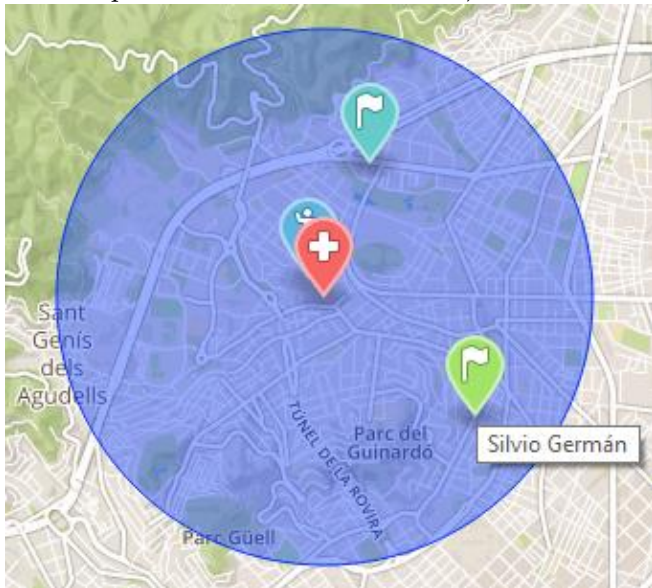 Sant
Genís
dels
Agudells
TÚNEL DE LA ROVIRA
Parc del
Guinardó
Silvio Germán
Parc Güell